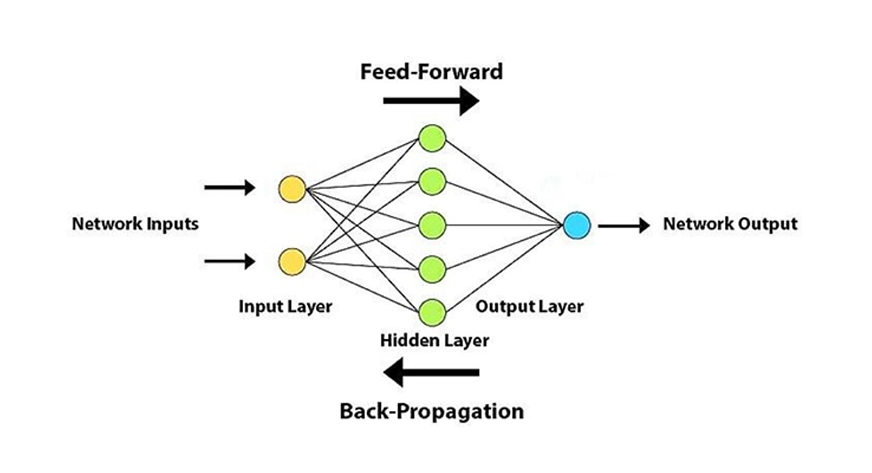 Feed-Forward
Network Inputs
Network Output
Input Layer
Output Layer
Hidden Layer
Back-Propagation